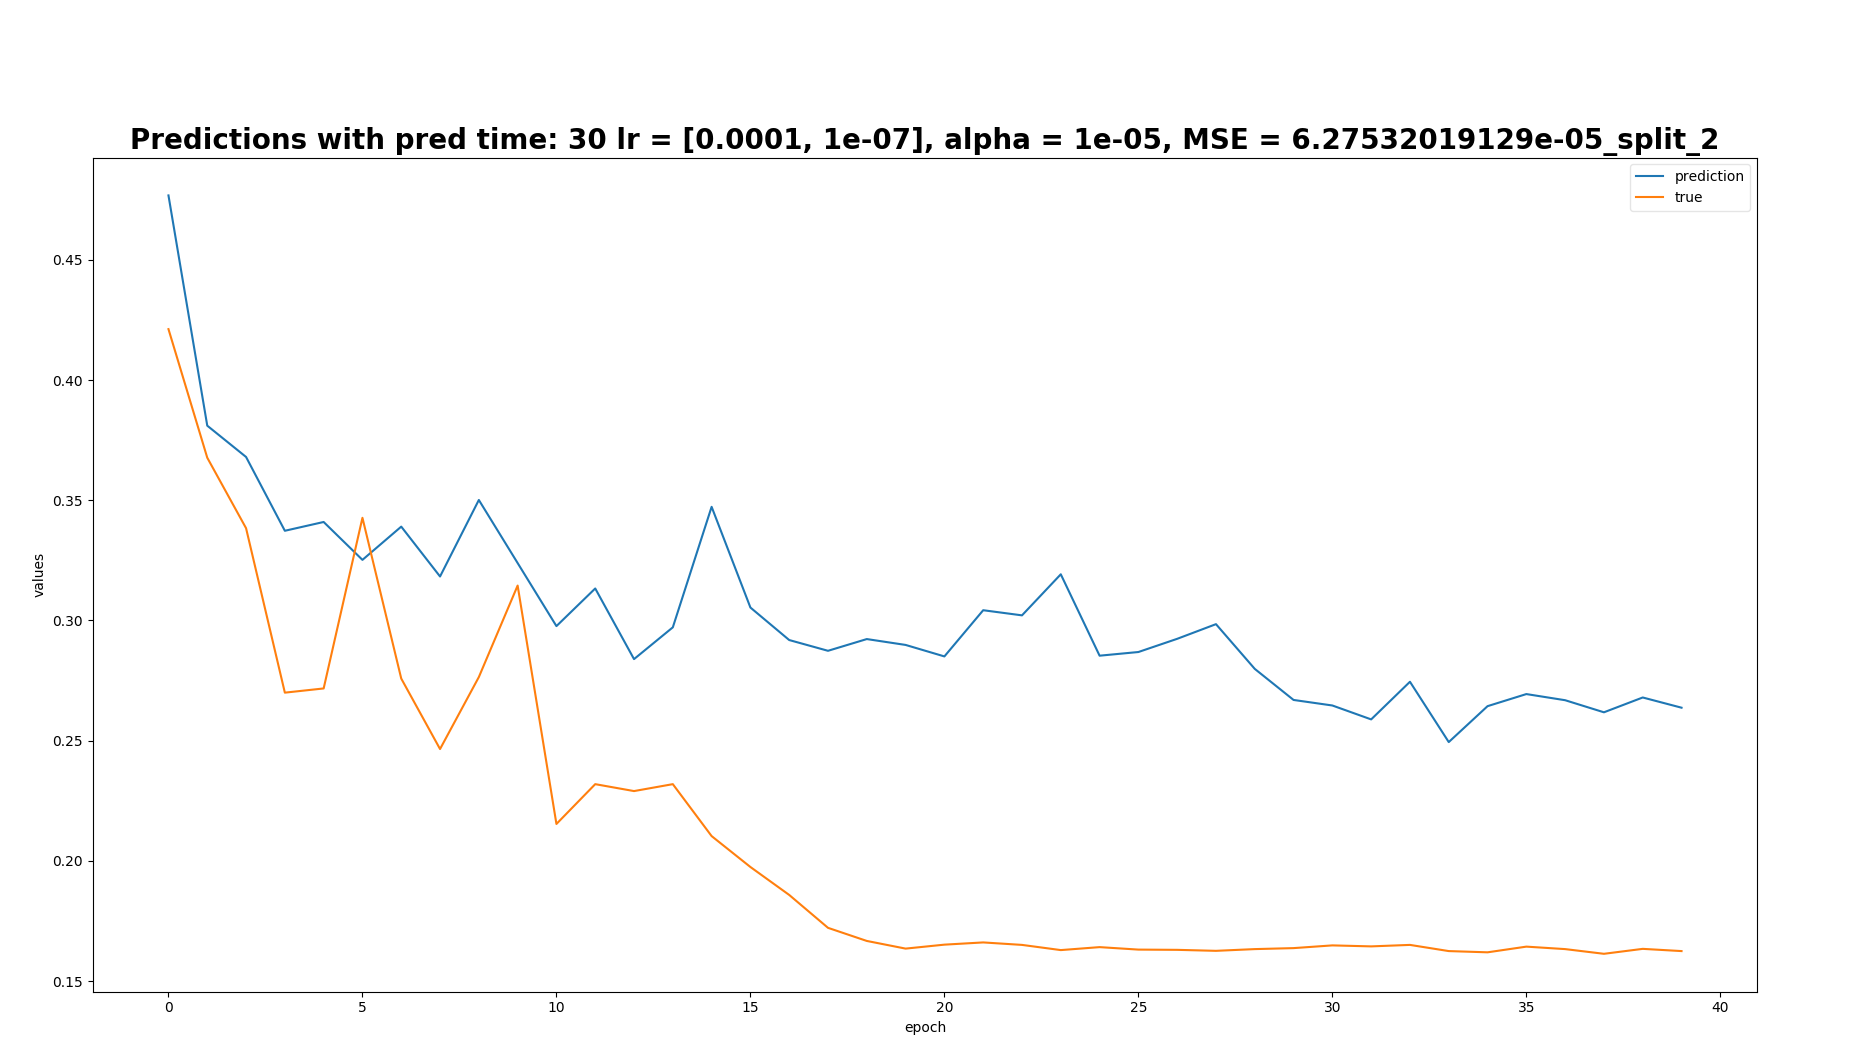 Predictions with pred time: 30 lr = [0.0001, 1e-07], alpha = 1e-05, MSE = 6.27532019129e-05_split_2
prediction
true
values
0.45
0.40
0.35
0.30
0.25
0.20
0.15
0 5 10 15 20 25 30 35 40
epoch